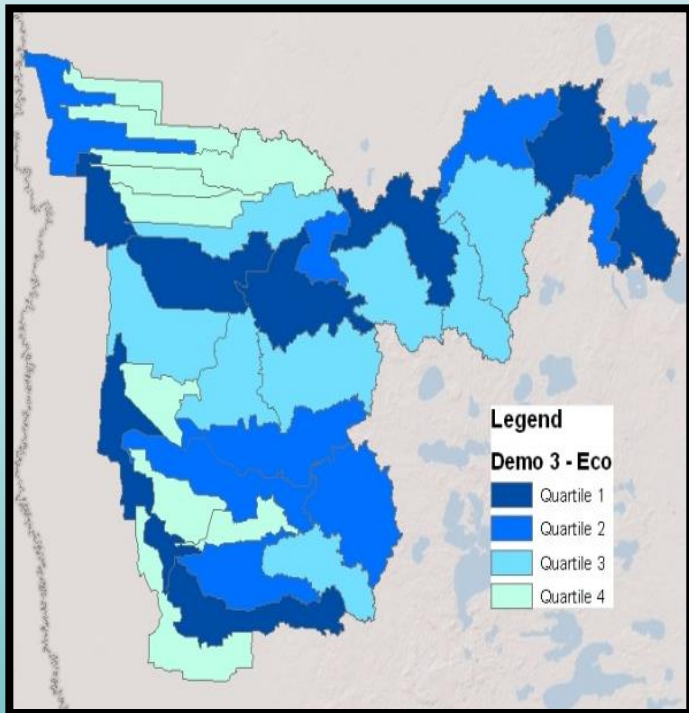 Legend
Demo 3 - Eco
Quartile 1
Quartile 2
Quartile 3
Quartile 4